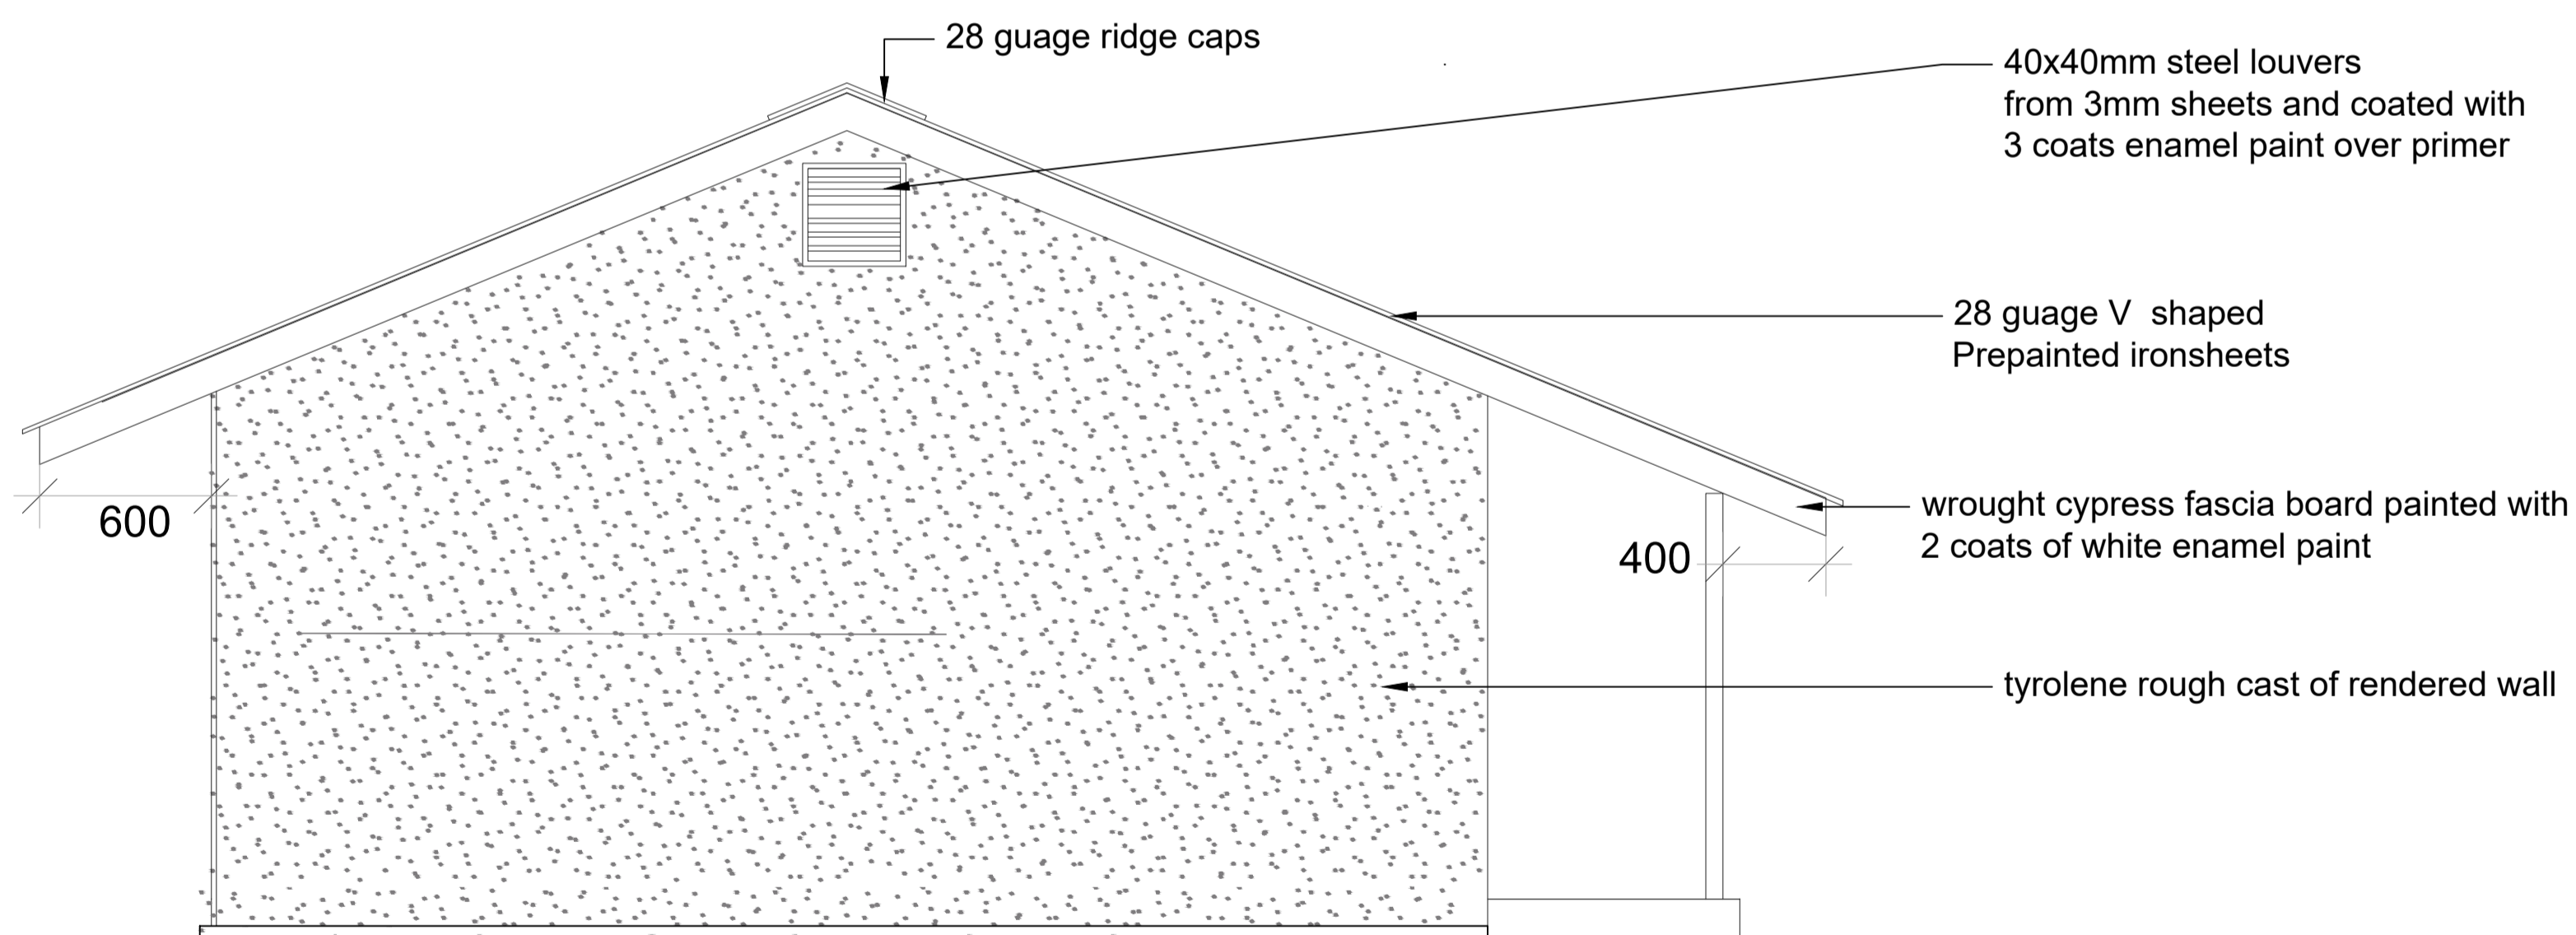 28 guage ridge caps
40x40mm steel louvers
from 3mm sheets and coated with
3 coats enamel paint over primer
28 guage V  shaped
Prepainted ironsheets
600
wrought cypress fascia board painted with
2 coats of white enamel paint
400
tyrolene rough cast of rendered wall